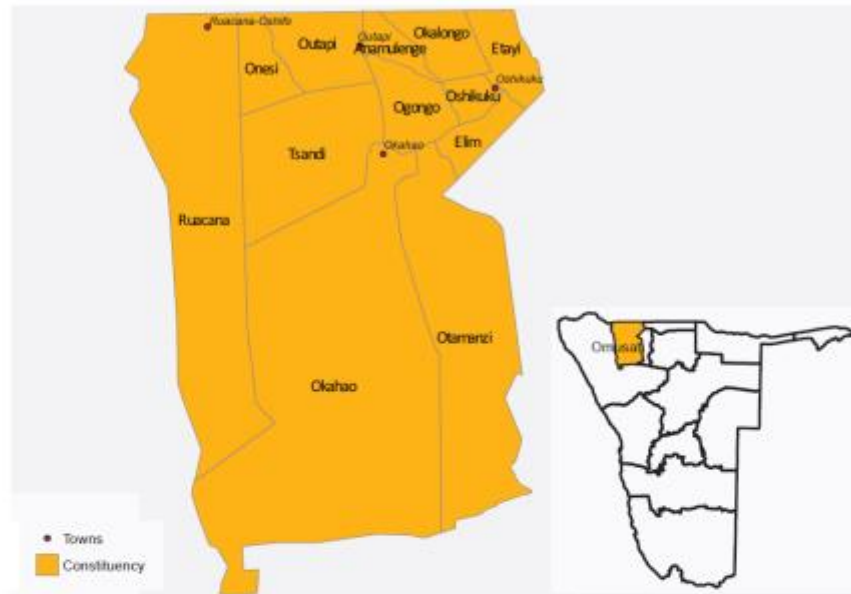 Ruacana-Oshifo
Okalongo
Outapi
Outapi
Anamulenge
Etayi
Onesi
Oshikuku
Oshikuku
Ogongo
Okahao
Elim
Tsandi
Ruacana
Otamanzi
Omusati
Okahao
Towns
Constituency